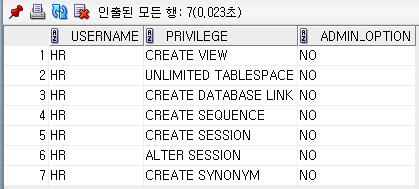 인출된 모든 행: 7(0,023초)
USERNAME PRIVILEGE ADMIN_OPTION
1 HR CREATE VIEW NO
2 HR UNLIMITED TABLESPACE NO
3 HR CREATE DATABASE LINK NO
4 HR CREATE SEQUENCE NO
5 HR CREATE SESSION NO
6 HR ALTER SESSION NO
7 HR CREATE SYNONYM NO